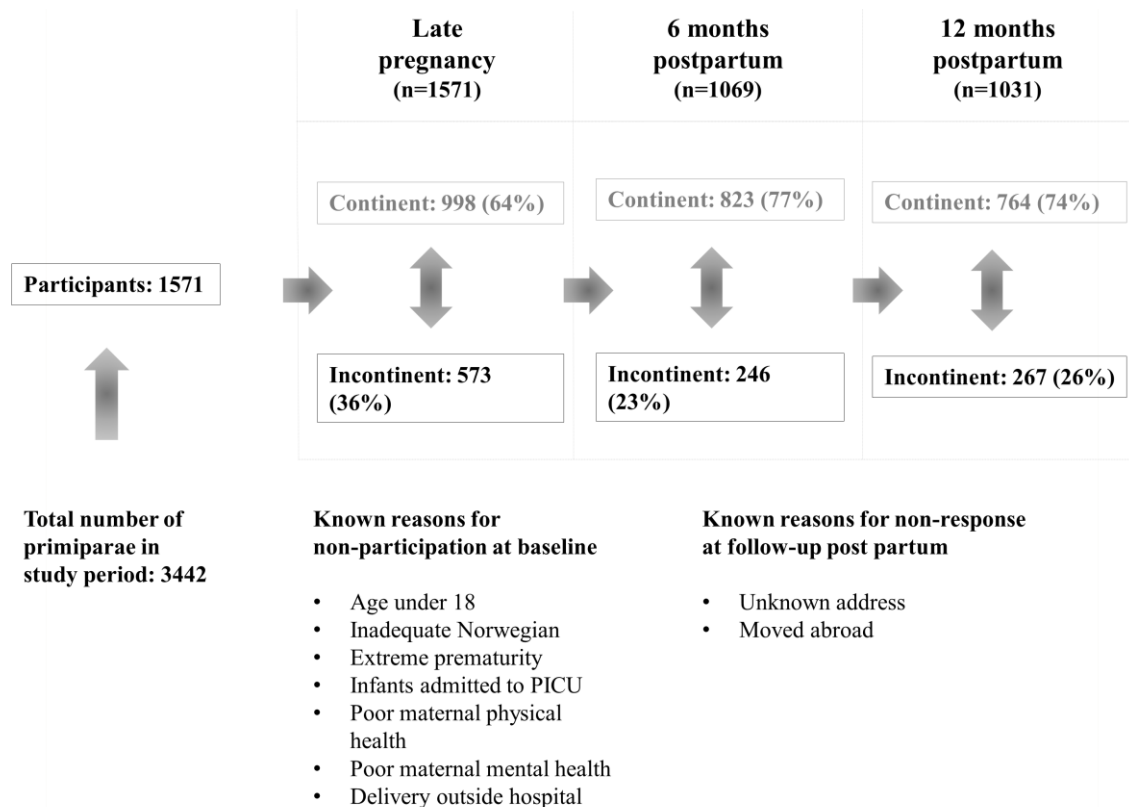 Late
pregnancy
(n=1571)
6 months
postpartum
(n=1069)
12 months
postpartum
(n=1031)
Continent: 998 (64%)
Continent: 823 (77%)
Continent: 764 (74%)
Participants: 1571
Incontinent: 573
(36%)
Incontinent: 246
(23%)
Incontinent: 267 (26%)
Total number of
primiparae in
study period: 3442
Known reasons for
non-participation at baseline
• Age under 18
• Inadequate Norwegian
• Extreme prematurity
• Infants admitted to PICU
• Poor maternal physical
health
• Poor maternal mental health
• Delivery outside hospital
Known reasons for non-response
at follow-up post partum
• Unknown address
• Moved abroad